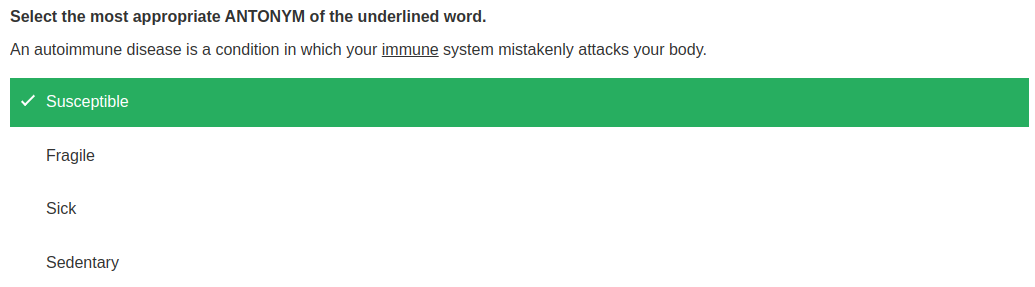 Select the most appropriate ANTONYM of the underlined word.
An autoimmune disease is a condition in which your immune system mistakenly attacks your body.
Susceptible
Fragile
Sick
Sedentary